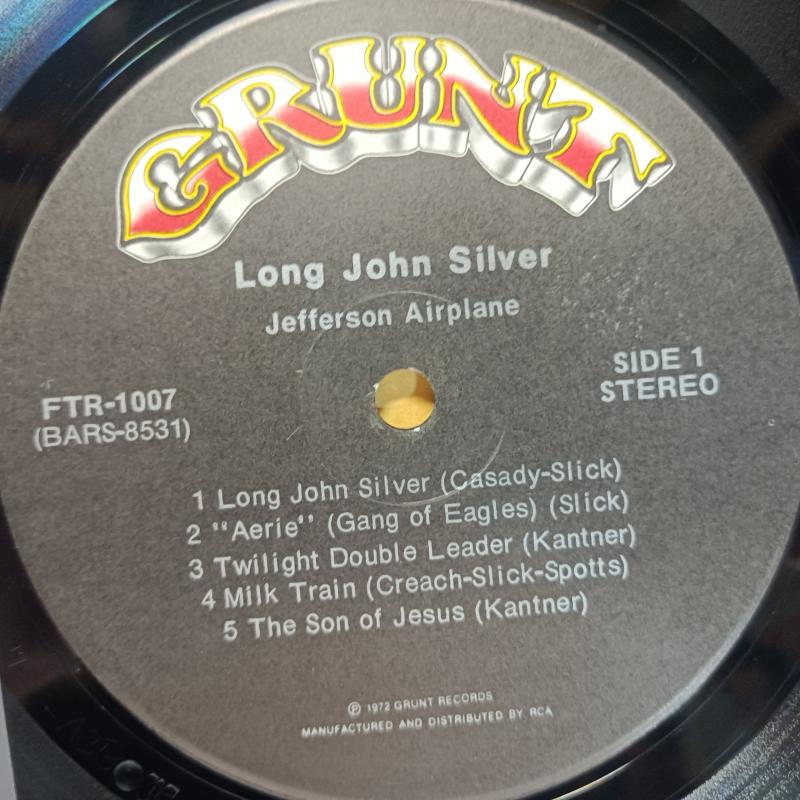 GRUNT
Long John Silver
Jefferson Airplane
FTR-1007
(BARS-8531)
SIDE 1
STEREO
1 Long John Silver (Casady-Slick)
2 "Aerie" (Gang of Eagles) (Slick)
3 Twilight Double Leader (Kantner)
4 Milk Train (Creach-Slick-Spotts)
5 The Son of Jesus (Kantner)
℗ 1972 GRUNT RECORDS
MANUFACTURED AND DISTRIBUTED BY RCA